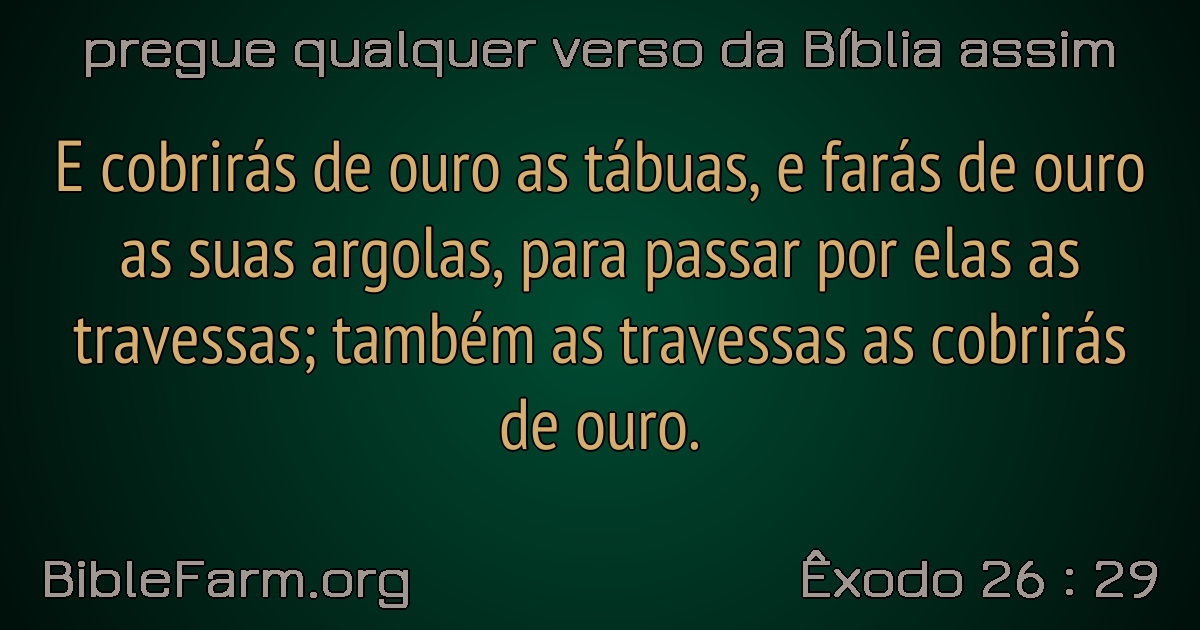 pregue qualquer verso da Bíblia assim
E cobrirás de ouro as tábuas, e farás de ouro
as suas argolas, para passar por elas as
travessas; também as travessas as cobrirás
de ouro.
BibleFarm.org
Êxodo 26 : 29